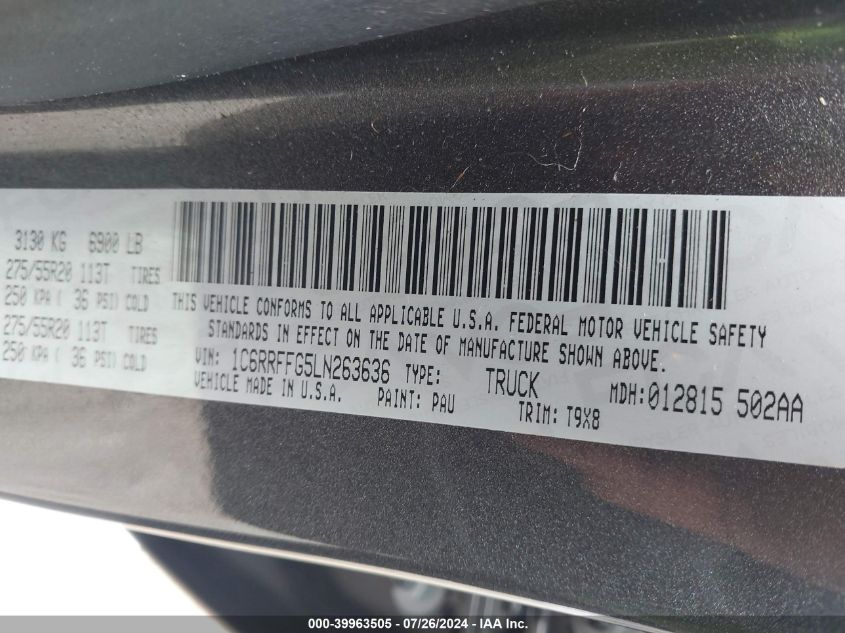 3130 KG 6900 LB
275/55R20 113T TIRES
250 KPA ( 36 PSI) COLD
275/55R20 113T TIRES
250 KPA ( 36 PSI) COLD
THIS VEHICLE CONFORMS TO ALL APPLICABLE U.S.A. FEDERAL MOTOR VEHICLE SAFETY
STANDARDS IN EFFECT ON THE DATE OF MANUFACTURE SHOWN ABOVE.
VIN: 1C6RRFFG5LN263636 TYPE: TRUCK MDH:012815 502AA
VEHICLE MADE IN U.S.A. PAINT: PAU TRIM: T9X8
000-39963505 - 07/26/2024 - IAA Inc.